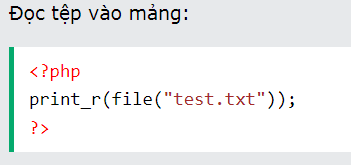 Đọc tệp vào mảng:
<?php
print_r(file("test.txt"));
?>